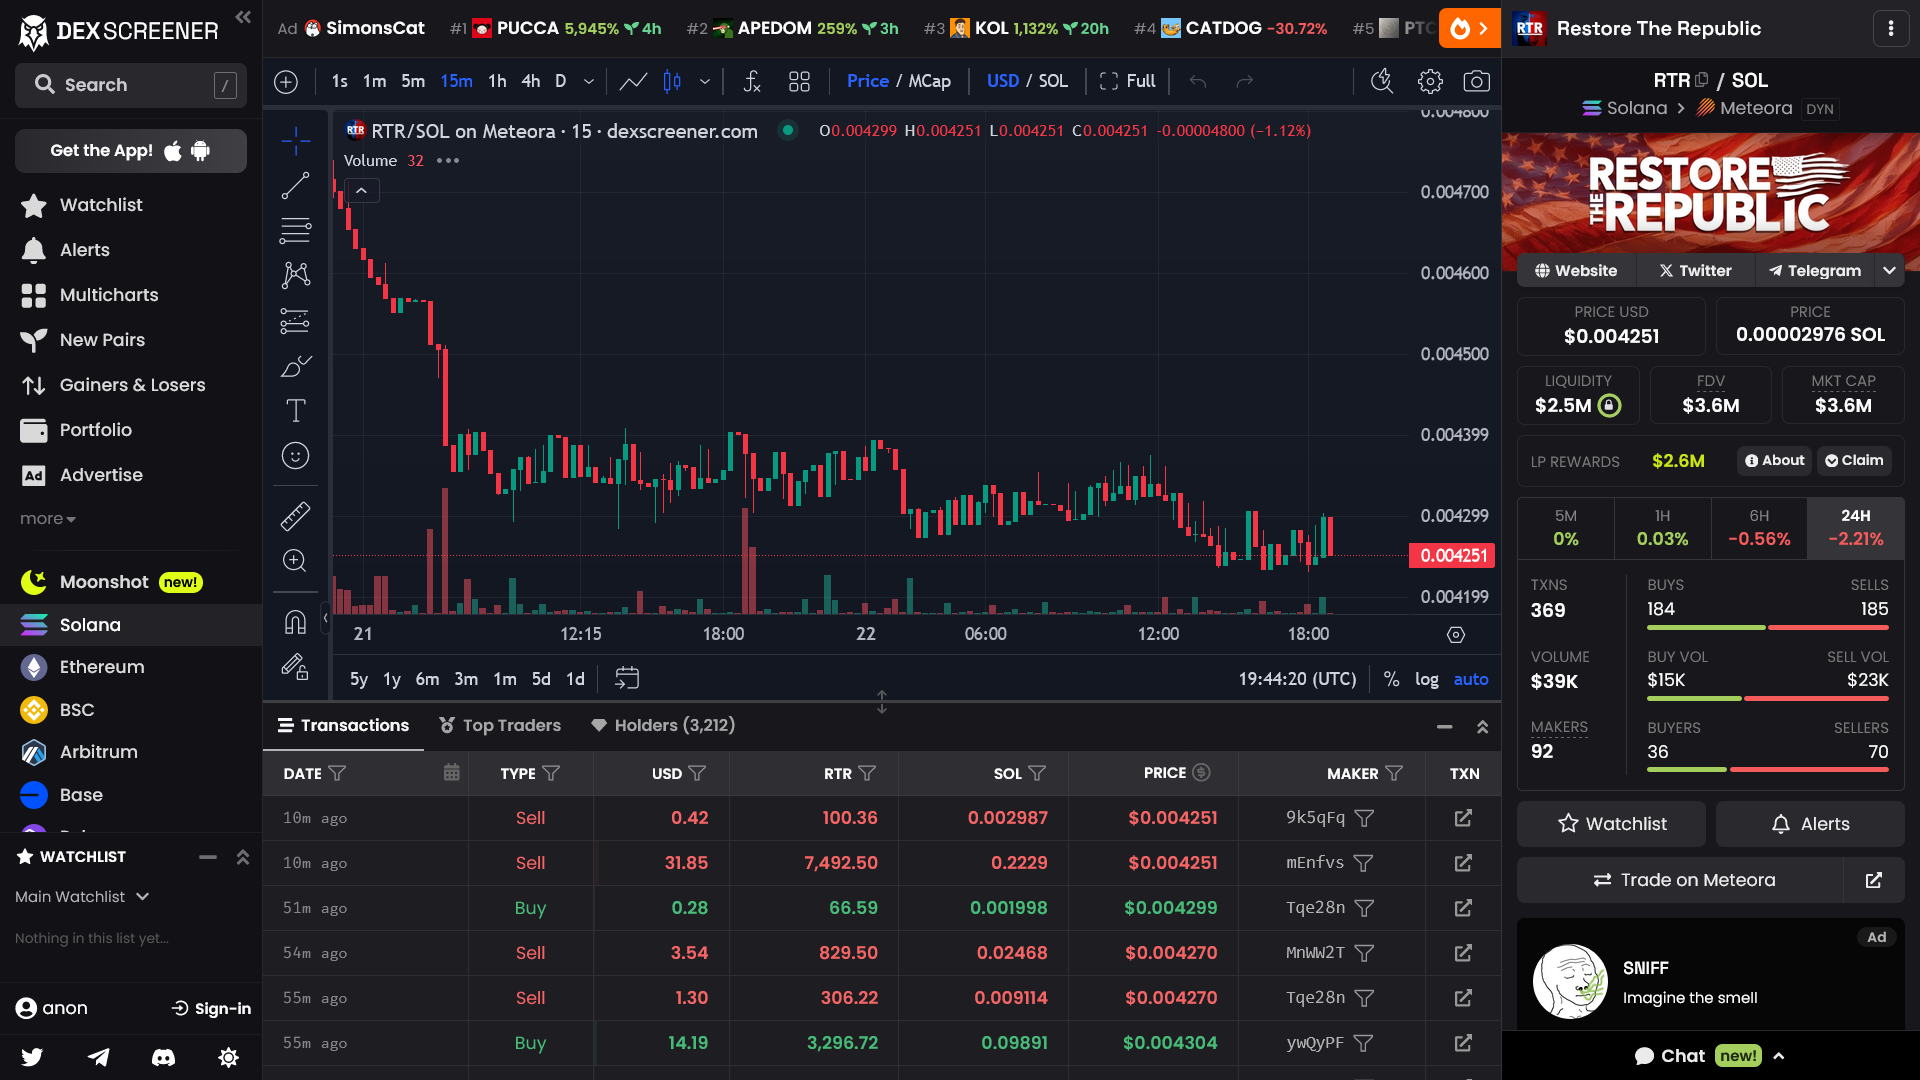 DEX SCREENER
Search /
Get the App!
Watchlist
Alerts
Multicharts
New Pairs
Gainers & Losers
Portfolio
Ad Advertise
more
Moonshot new!
Solana
Ethereum
BSC
Arbitrum
Base
WATCHLIST
Main Watchlist
Nothing in this list yet...
anon Sign-in
Ad SimonsCat #1 PUCCA 5,945% 4h #2 APEDOM 259% 3h #3 KOL 1,132% 20h #4 CATDOG -30.72% #5 PTC
1s 1m 5m 15m 1h 4h D Price / MCap USD / SOL Full
RTR RTR/SOL on Meteora · 15 · dexscreener.com O0.004299 H0.004251 L0.004251 C0.004251 -0.00004800 (-1.12%)
Volume 32
0.004800
0.004700
0.004600
0.004500
0.004399
0.004299
0.004251
0.004199
21 12:15 18:00 22 06:00 12:00 18:00
5y 1y 6m 3m 1m 5d 1d 19:44:20 (UTC) % log auto
Transactions Top Traders Holders (3,212)
DATE TYPE USD RTR SOL PRICE MAKER TXN
10m ago Sell 0.42 100.36 0.002987 $0.004251 9k5qFq
10m ago Sell 31.85 7,492.50 0.2229 $0.004251 mEnfvs
51m ago Buy 0.28 66.59 0.001998 $0.004299 Tqe28n
54m ago Sell 3.54 829.50 0.02468 $0.004270 MnWW2T
55m ago Sell 1.30 306.22 0.009114 $0.004270 Tqe28n
55m ago Buy 14.19 3,296.72 0.09891 $0.004304 ywQyPF
RTR Restore The Republic
RTR / SOL
Solana > Meteora DYN
RESTORE
THE REPUBLIC
Website Twitter Telegram
PRICE USD
$0.004251
PRICE
0.00002976 SOL
LIQUIDITY
$2.5M
FDV
$3.6M
MKT CAP
$3.6M
LP REWARDS $2.6M About Claim
5M 1H 6H 24H
0% 0.03% -0.56% -2.21%
TXNS
369
BUYS SELLS
184 185
VOLUME
$39K
BUY VOL SELL VOL
$15K $23K
MAKERS
92
BUYERS SELLERS
36 70
Watchlist Alerts
Trade on Meteora
Ad
SNIFF
Imagine the smell
Chat new!